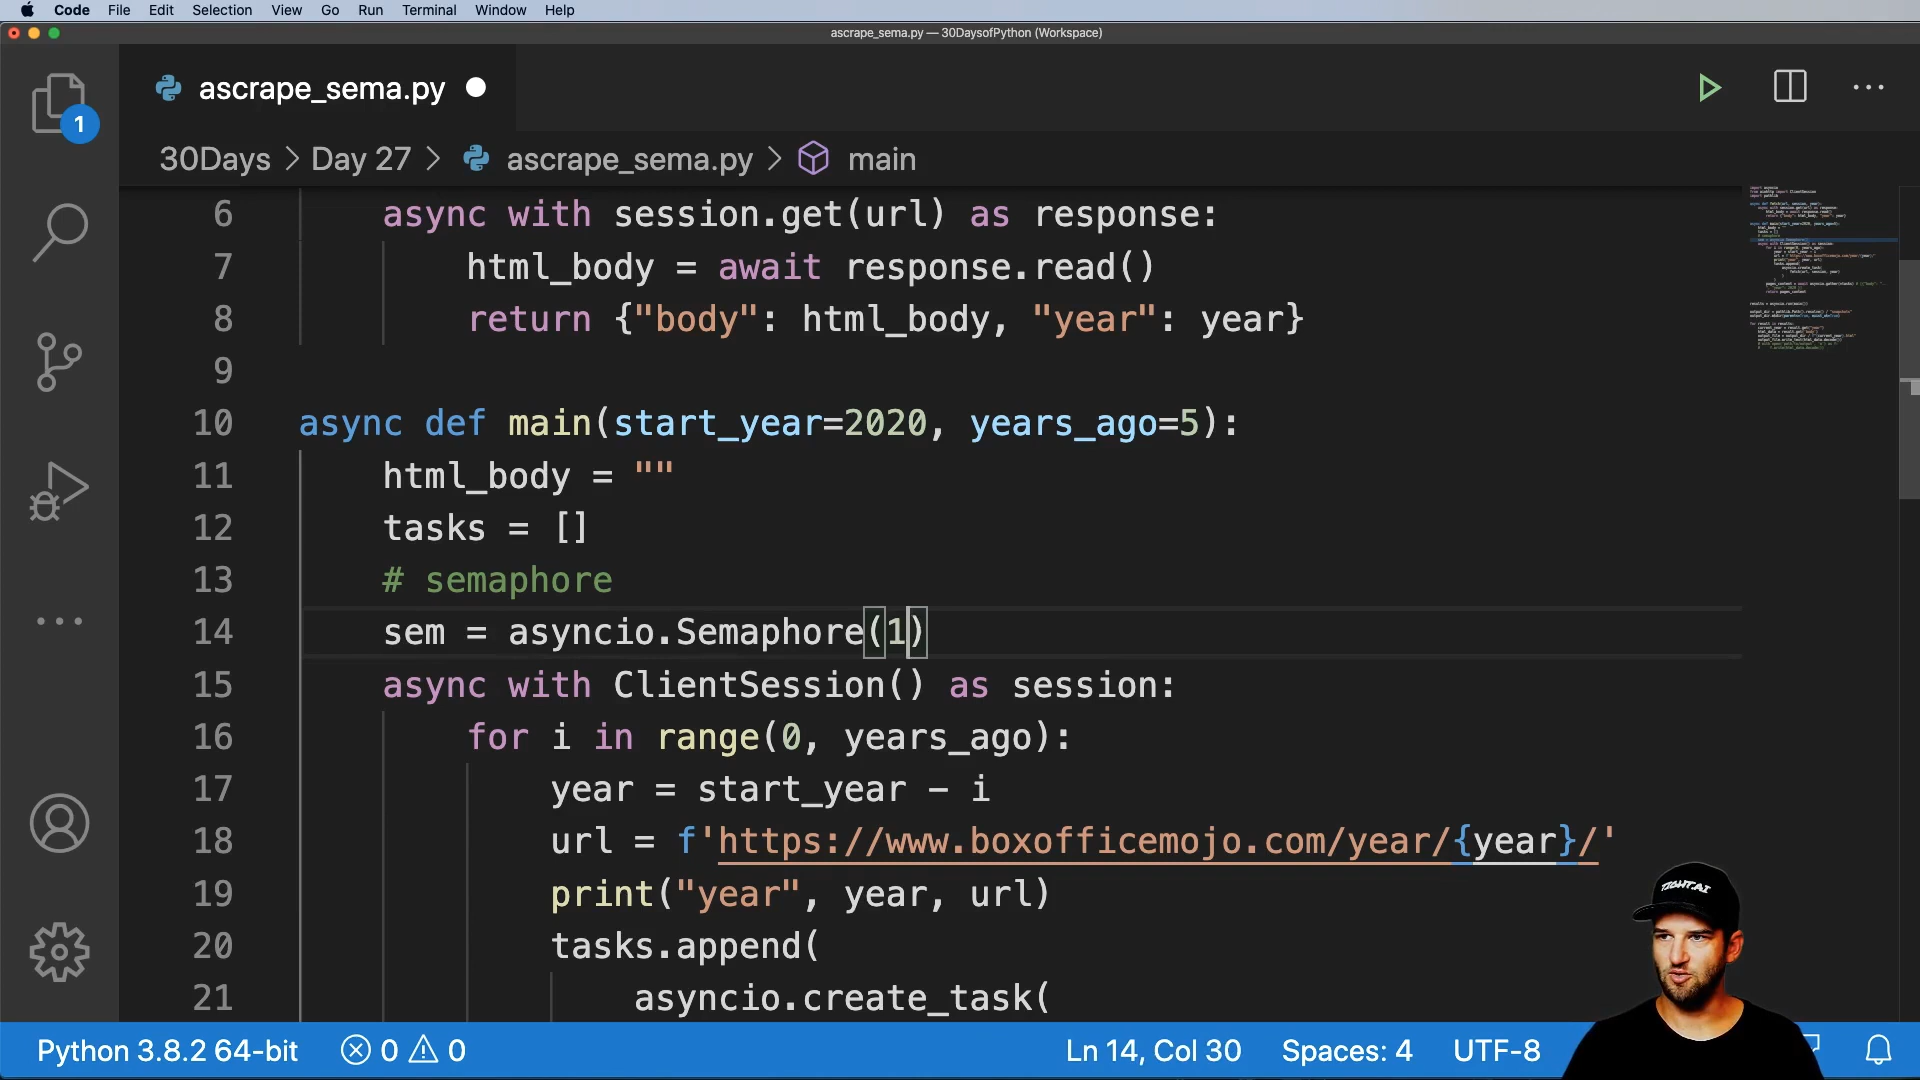 Code File Edit Selection View Go Run Terminal Window Help
ascrape_sema.py — 30DaysofPython (Workspace)
ascrape_sema.py
1
30Days > Day 27 > ascrape_sema.py > main
6 async with session.get(url) as response:
7 html_body = await response.read()
8 return {"body": html_body, "year": year}
9
10 async def main(start_year=2020, years_ago=5):
11 html_body = ""
12 tasks = []
13 # semaphore
14 sem = asyncio.Semaphore(1)
15 async with ClientSession() as session:
16 for i in range(0, years_ago):
17 year = start_year - i
18 url = f'https://www.boxofficemojo.com/year/{year}/'
19 print("year", year, url)
20 tasks.append(
21 asyncio.create_task(
TIGHT.AI
Python 3.8.2 64-bit 0 0 Ln 14, Col 30 Spaces: 4 UTF-8